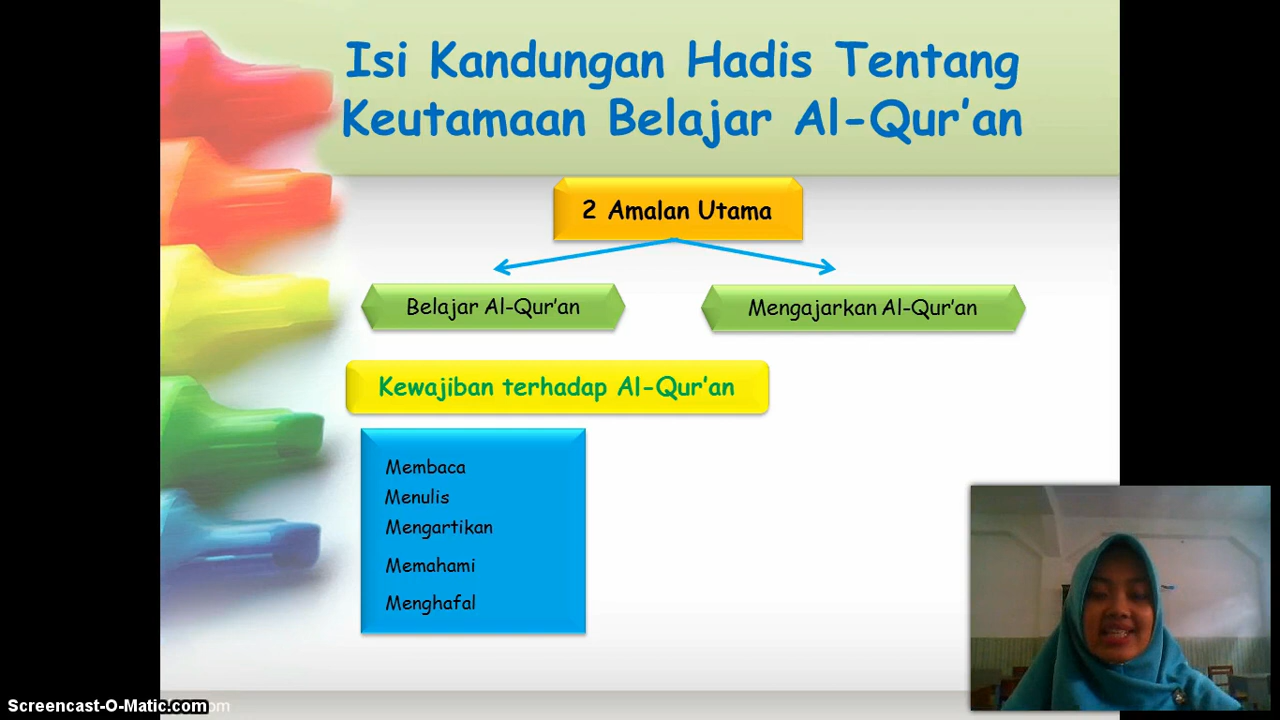 Isi Kandungan Hadis Tentang
Keutamaan Belajar Al-Qur'an
2 Amalan Utama
Belajar Al-Qur'an
Mengajarkan Al-Qur'an
Kewajiban terhadap Al-Qur'an
Membaca
Menulis
Mengartikan
Memahami
Menghafal
Screencast-O-Matic.com